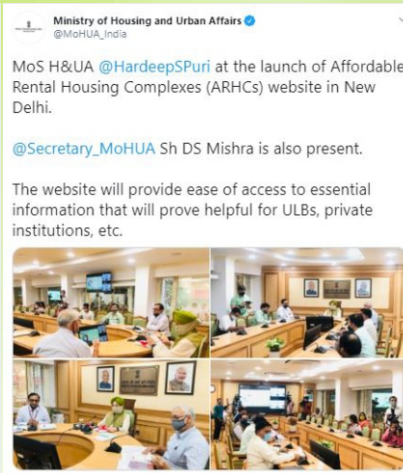 Ministry of Housing and Urban Affairs
@MoHUA_India
MoS H&UA @HardeepSPuri at the launch of Affordable
Rental Housing Complexes (ARHCs) website in New
Delhi.
@Secretary_MoHUA Sh DS Mishra is also present.
The website will provide ease of access to essential
information that will prove helpful for ULBs, private
institutions, etc.